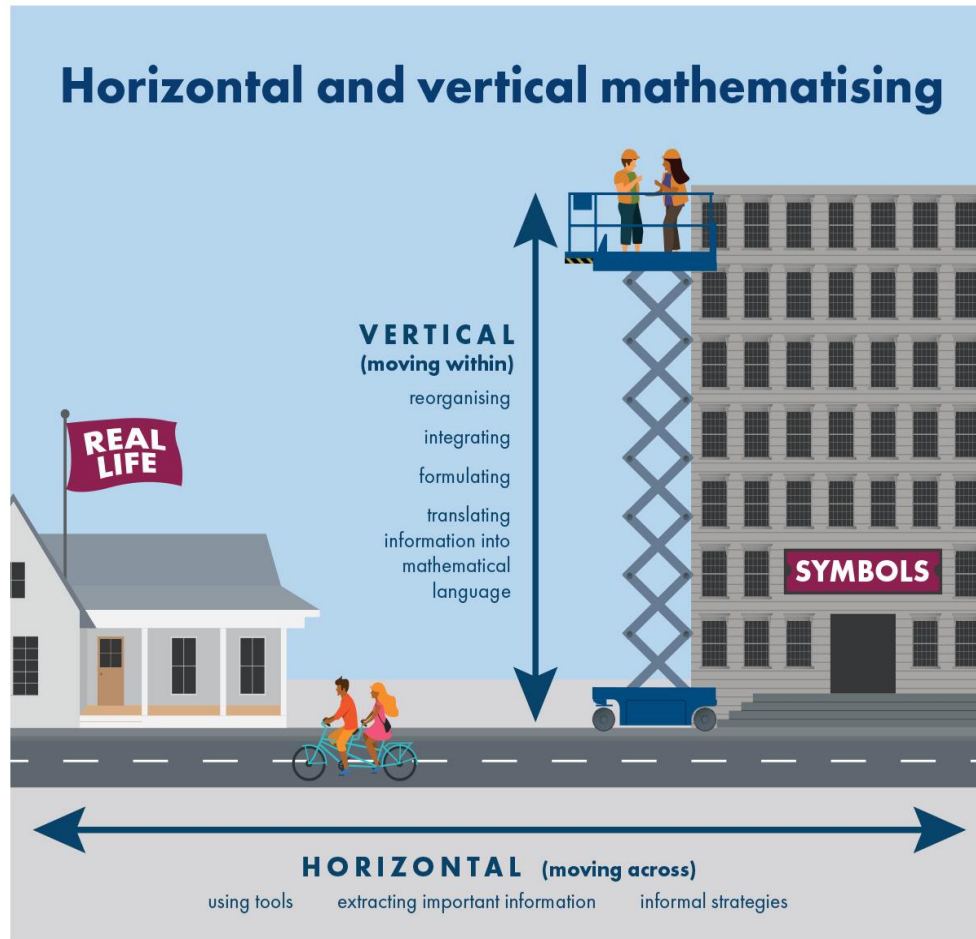 Horizontal and vertical mathematising
VERTICAL
(moving within)
reorganising
integrating
formulating
translating
information into
mathematical
language
REAL
LIFE
SYMBOLS
HORIZONTAL (moving across)
using tools extracting important information informal strategies